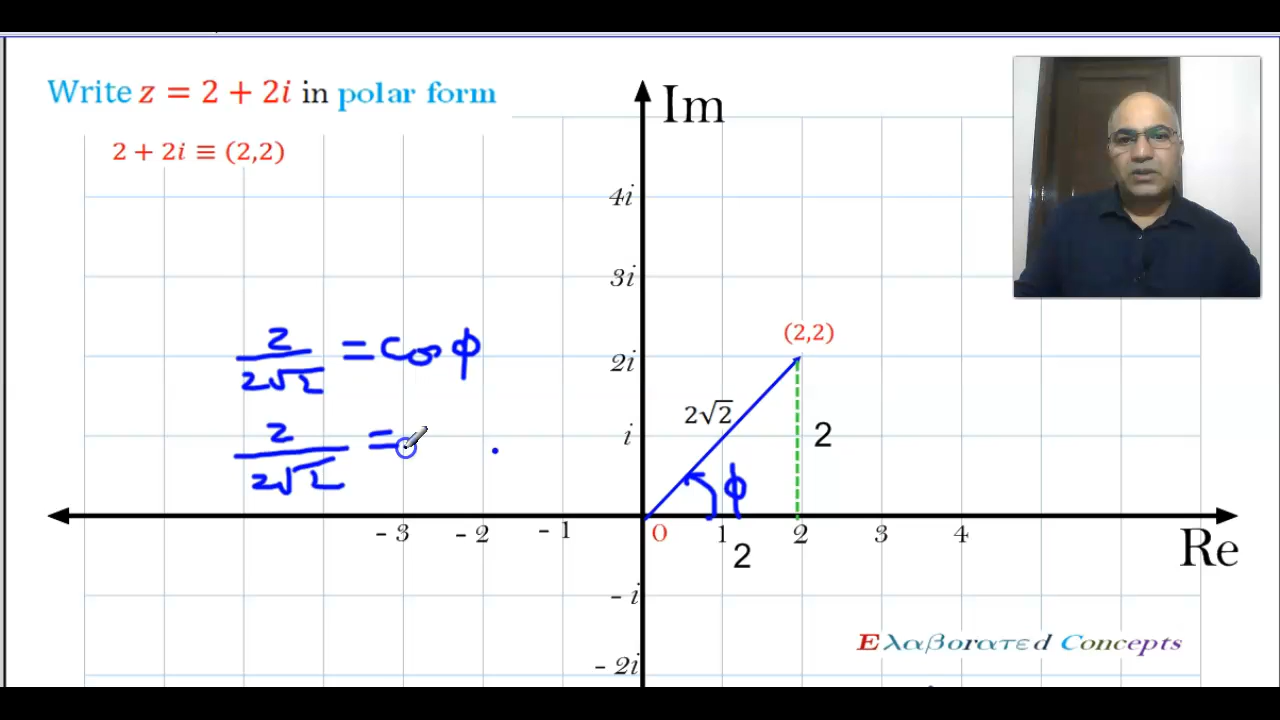 Write z = 2 + 2i in polar form
2 + 2i ≡ (2,2)
Im
4i
3i
2i
i
- i
- 2i
2/2√2 = cos φ
2/2√2 =
(2,2)
2√2
2
φ
- 3 - 2 - 1 0 1 2 3 4
2
Re
Eλαβοratεd Concepts